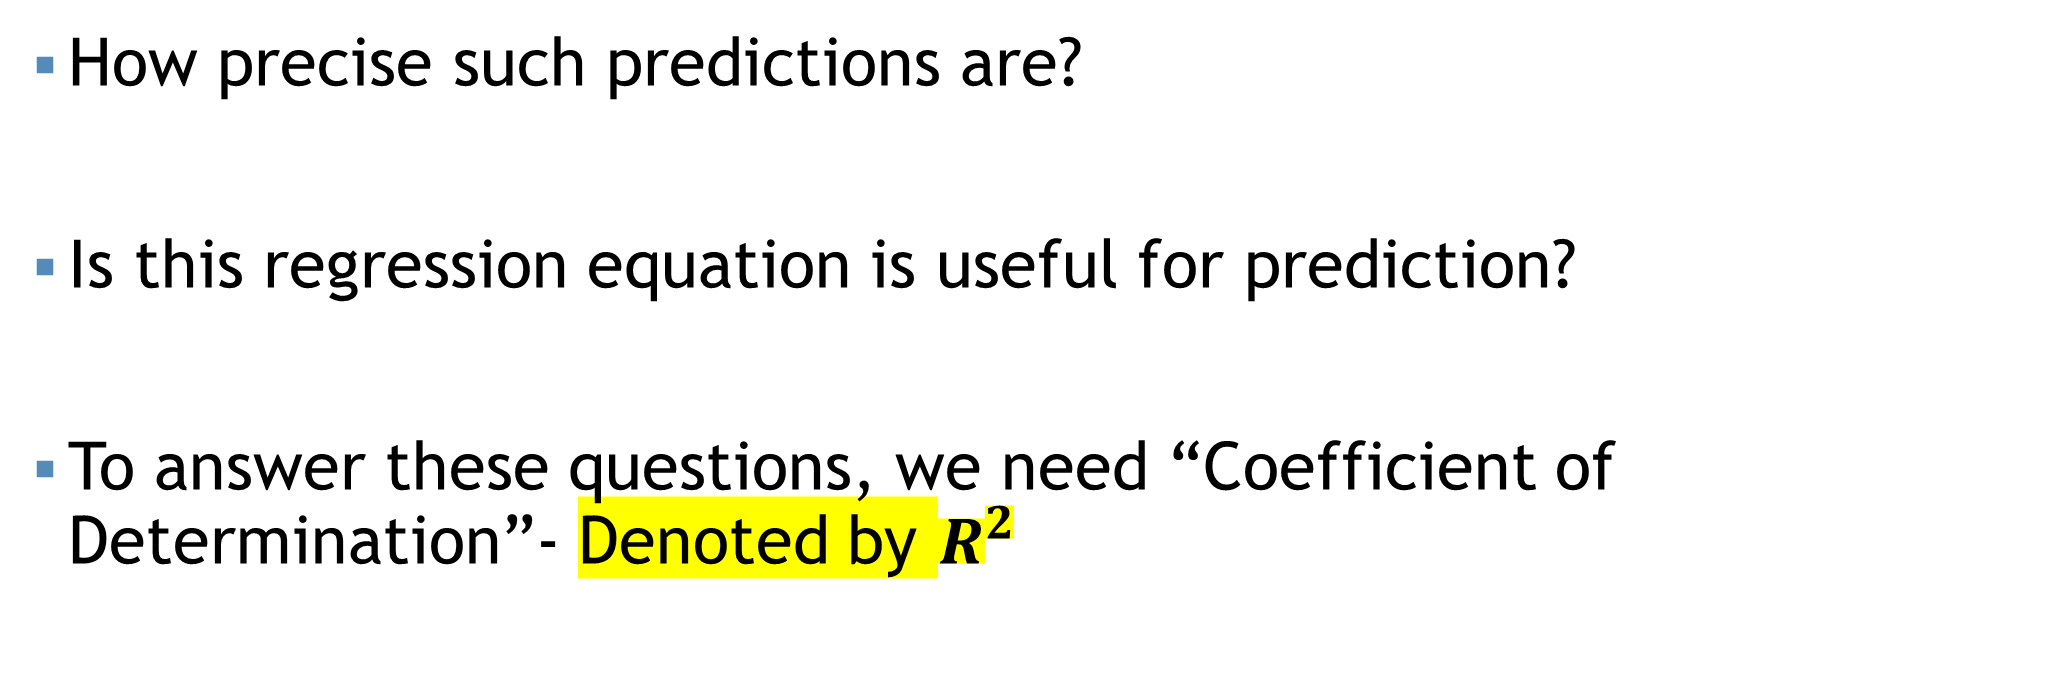 ▪ How precise such predictions are?
▪ Is this regression equation is useful for prediction?
▪ To answer these questions, we need “Coefficient of
Determination”- Denoted by 𝑹²